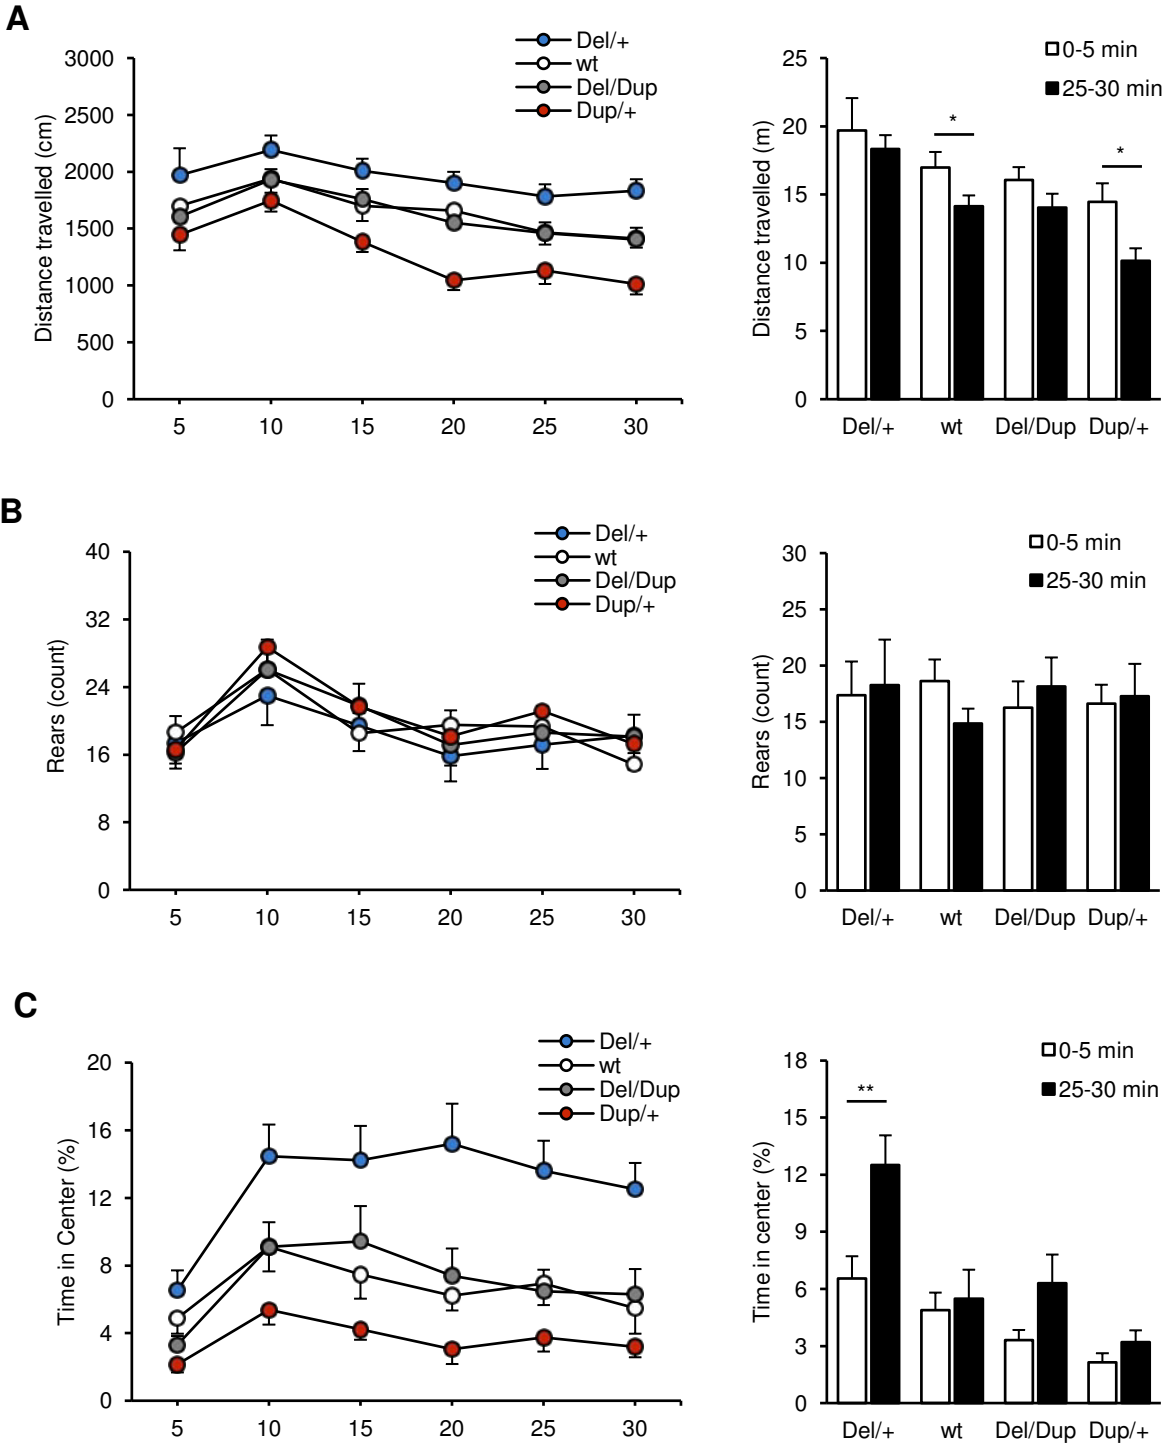 A
Del/+
wt
Del/Dup
Dup/+
3000
2500
2000
1500
1000
500
0
Distance travelled (cm)
5 10 15 20 25 30
0-5 min
25-30 min
25
20
15
10
5
0
Distance travelled (m)
*
*
Del/+ wt Del/Dup Dup/+
B
Del/+
wt
Del/Dup
Dup/+
40
32
24
16
8
0
Rears (count)
5 10 15 20 25 30
0-5 min
25-30 min
30
25
20
15
10
5
0
Rears (count)
Del/+ wt Del/Dup Dup/+
C
Del/+
wt
Del/Dup
Dup/+
20
16
12
8
4
0
Time in Center (%)
5 10 15 20 25 30
0-5 min
25-30 min
18
15
12
9
6
3
0
Time in center (%)
**
Del/+ wt Del/Dup Dup/+